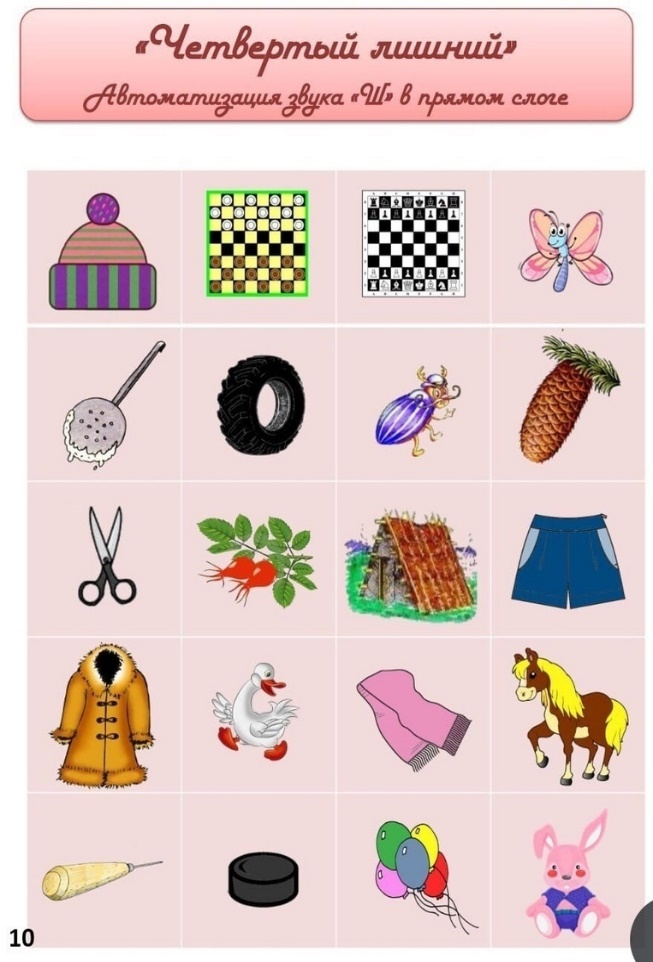 «Четвертый лишний»
Автоматизация звука «Ш» в прямом слоге
10